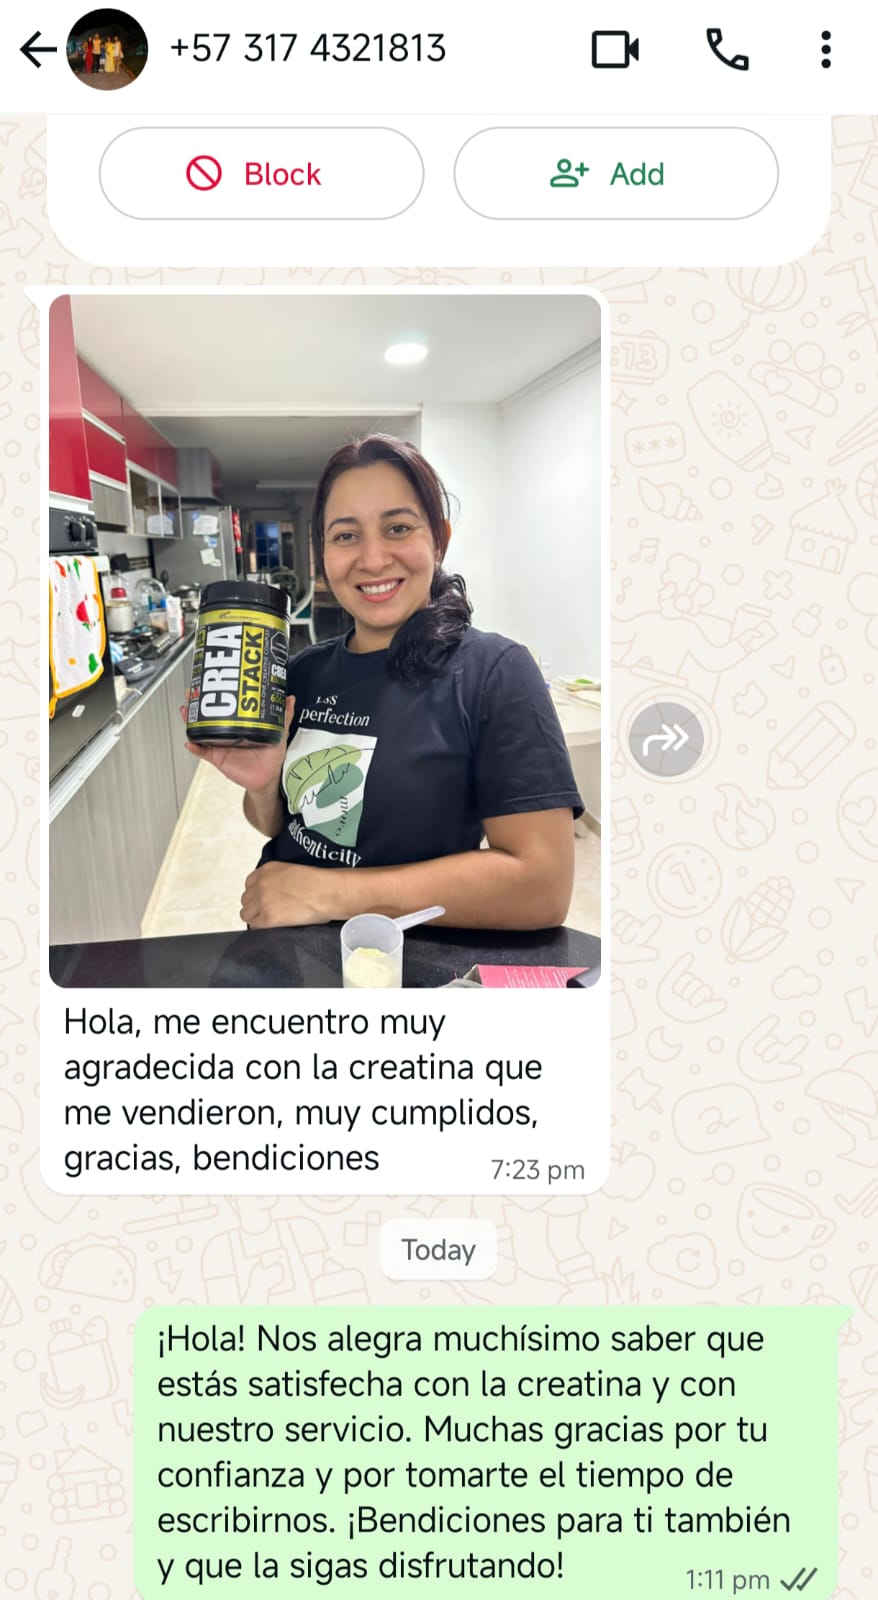 +57 317 4321813
Block
Add
CREA
STACK
CREA
perfection
authenticity
Hola, me encuentro muy
agradecida con la creatina que
me vendieron, muy cumplidos,
gracias, bendiciones
7:23 pm
Today
¡Hola! Nos alegra muchísimo saber que
estás satisfecha con la creatina y con
nuestro servicio. Muchas gracias por tu
confianza y por tomarte el tiempo de
escribirnos. ¡Bendiciones para ti también
y que la sigas disfrutando!
1:11 pm